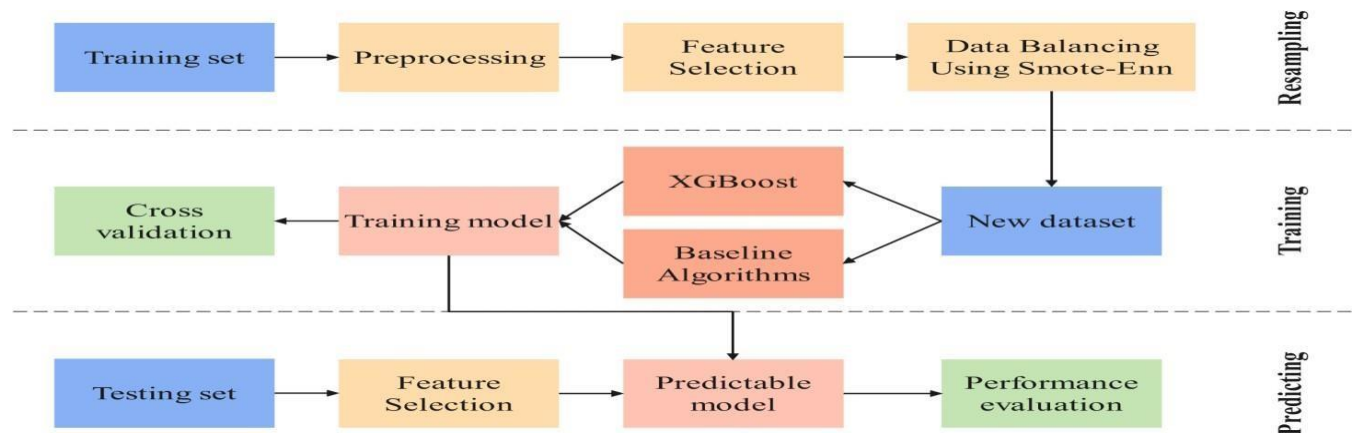 Training set
Preprocessing
Feature
Selection
Data Balancing
Using Smote-Enn
Resampling
Cross
validation
Training model
XGBoost
Baseline
Algorithms
New dataset
Training
Testing set
Feature
Selection
Predictable
model
Performance
evaluation
Predicting